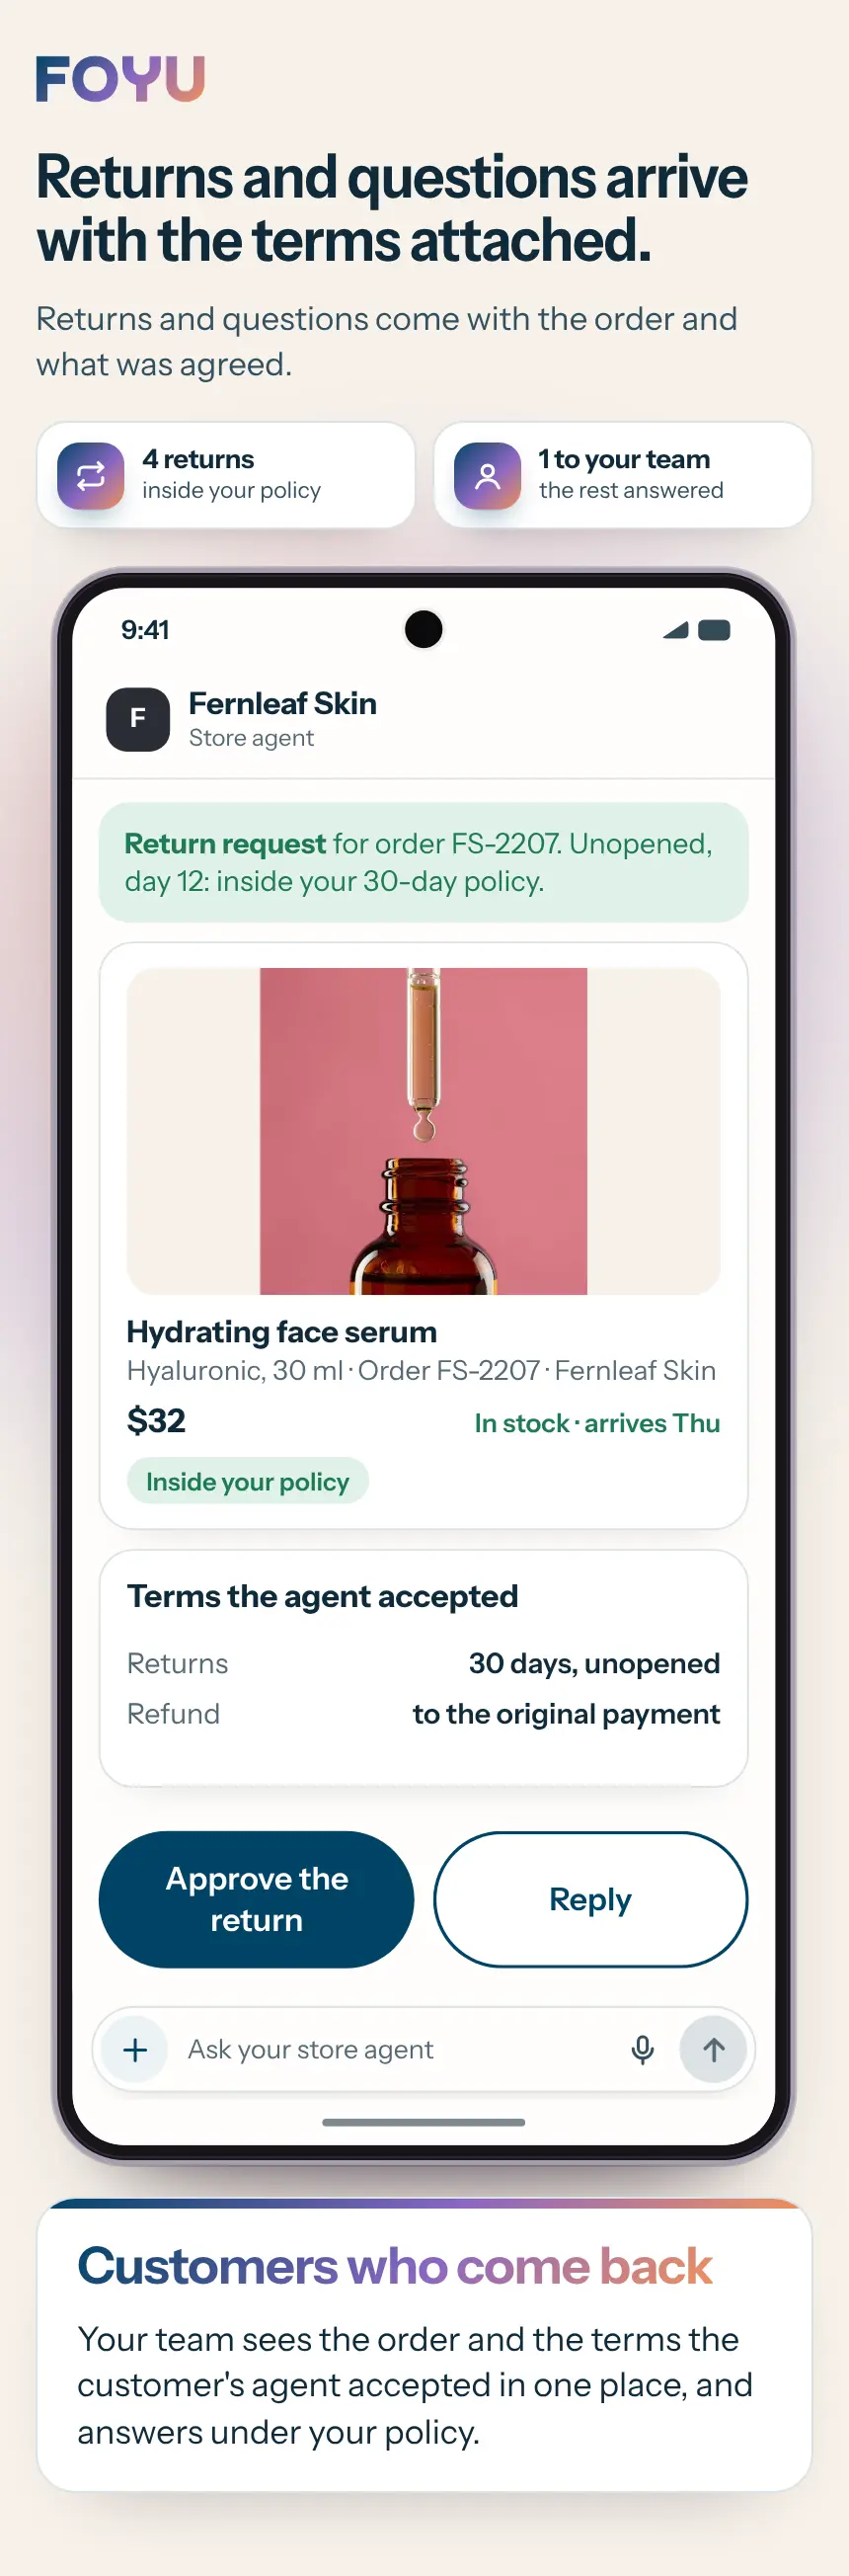 FOYU
Returns and questions arrive
with the terms attached.
Returns and questions come with the order and
what was agreed.
4 returns
inside your policy
1 to your team
the rest answered
9:41
F
Fernleaf Skin
Store agent
Return request for order FS-2207. Unopened,
day 12: inside your 30-day policy.
Hydrating face serum
Hyaluronic, 30 ml · Order FS-2207 · Fernleaf Skin
$32
In stock · arrives Thu
Inside your policy
Terms the agent accepted
Returns 30 days, unopened
Refund to the original payment
Approve the
return
Reply
Ask your store agent
Customers who come back
Your team sees the order and the terms the
customer's agent accepted in one place, and
answers under your policy.